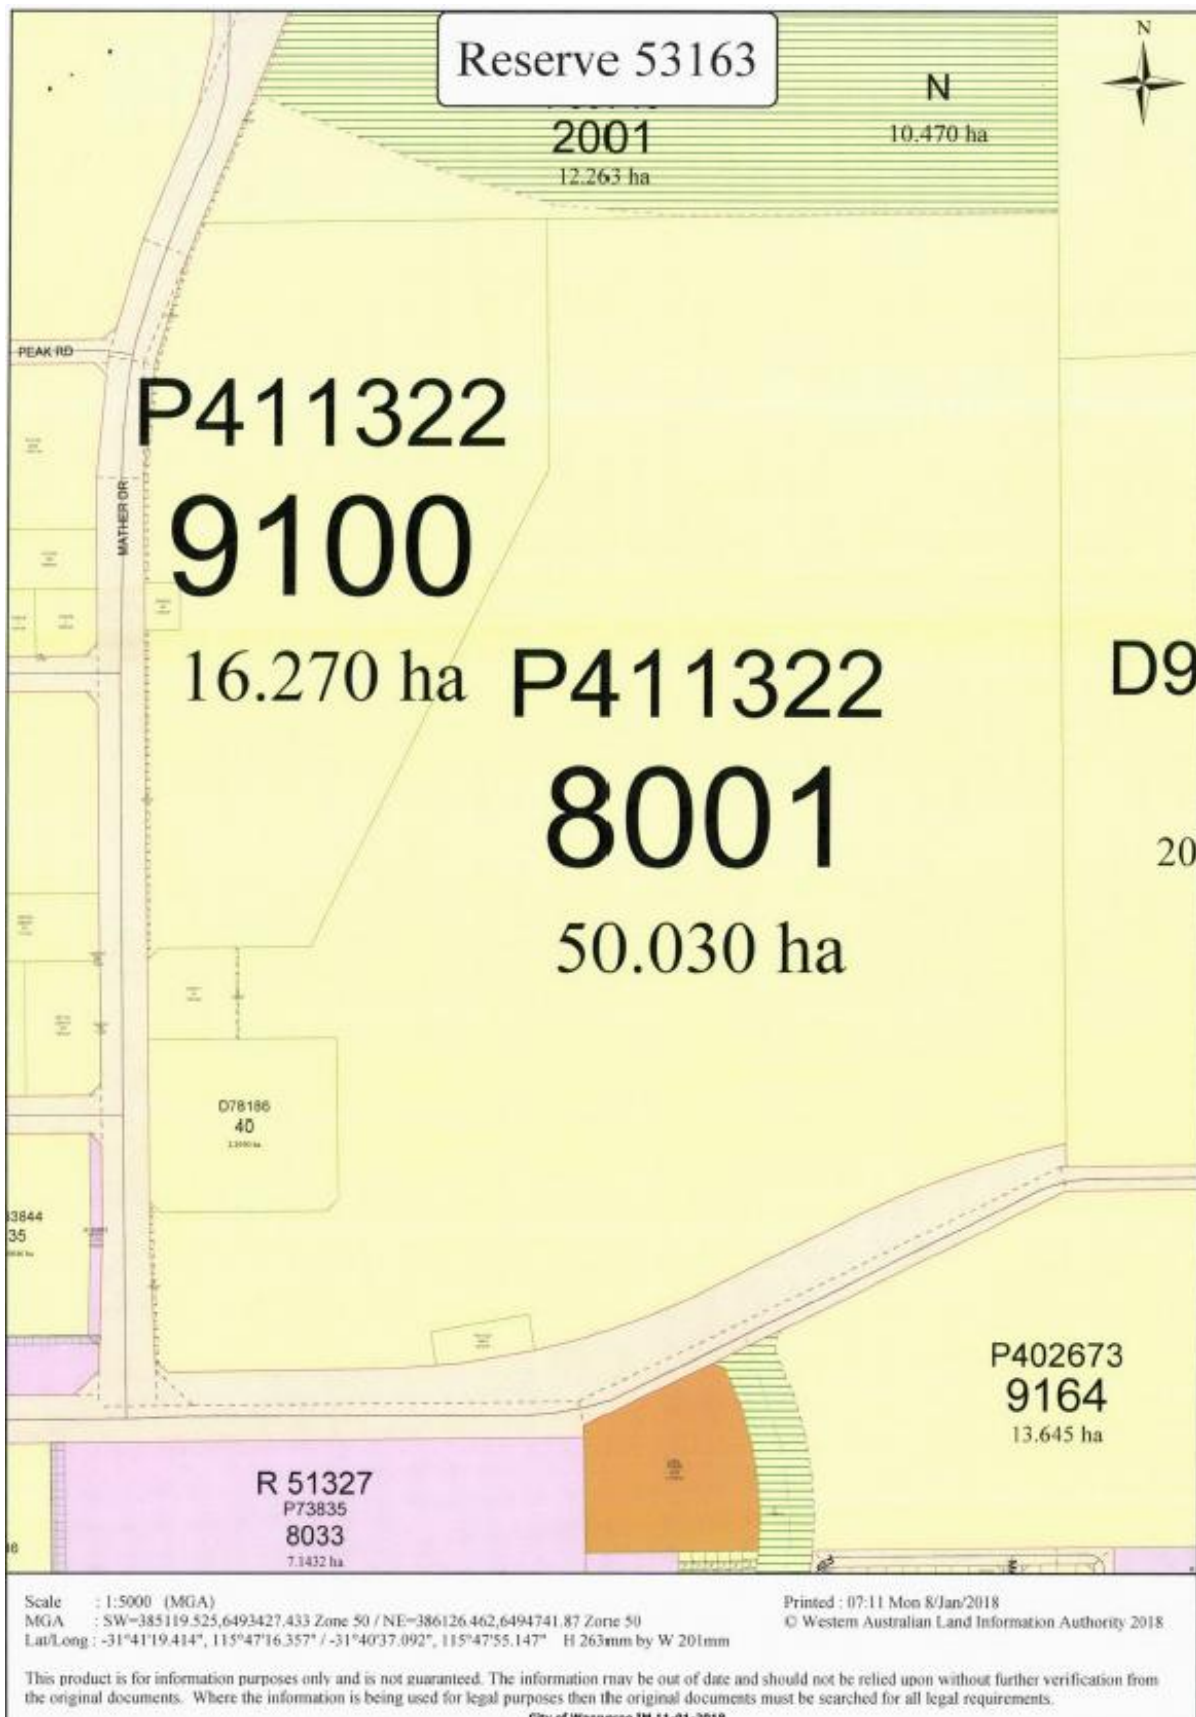 Reserve 53163
N
2001
12.263 ha
N
10.470 ha
PEAK RD
MATHER DR
P411322
9100
16.270 ha
P411322
8001
50.030 ha
D9
20
D78186
40
3844
35
P402673
9164
13.645 ha
R 51327
P73835
8033
7.1432 ha
Scale : 1:5000 (MGA)
MGA : SW=385119.525,6493427.433 Zone 50 / NE=386126.462,6494741.87 Zone 50
Lat/Long : -31°41'19.414", 115°47'16.357" / -31°40'37.092", 115°47'55.147" H 263mm by W 201mm
Printed : 07:11 Mon 8/Jan/2018
© Western Australian Land Information Authority 2018
This product is for information purposes only and is not guaranteed. The information may be out of date and should not be relied upon without further verification from
the original documents. Where the information is being used for legal purposes then the original documents must be searched for all legal requirements.